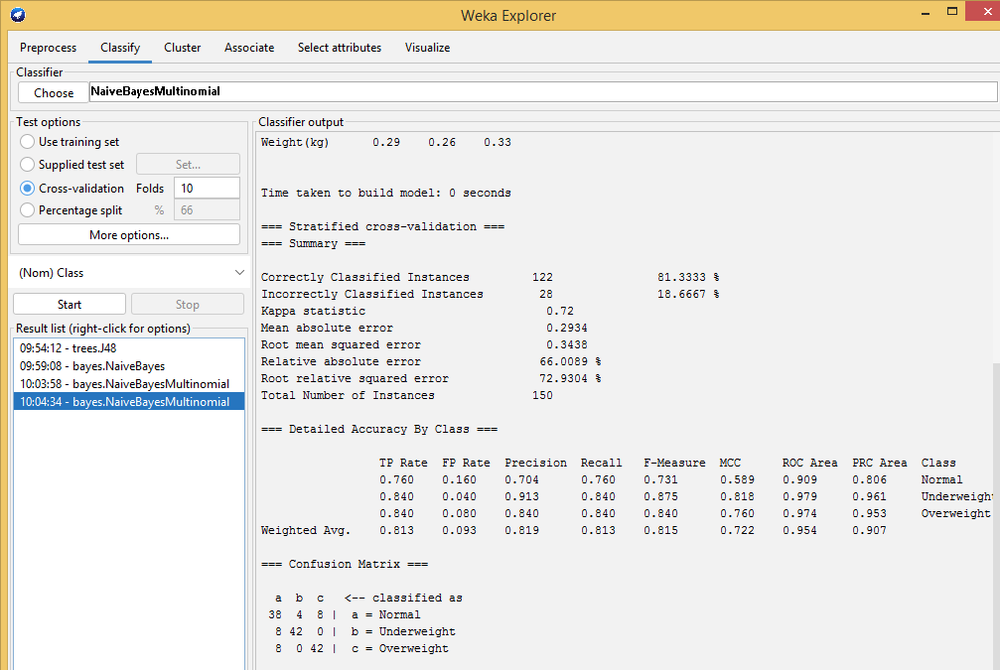 Weka Explorer
Preprocess Classify Cluster Associate Select attributes Visualize
Classifier
Choose NaiveBayesMultinomial
Test options
Use training set
Supplied test set Set...
Cross-validation Folds 10
Percentage split % 66
More options...
(Nom) Class
Start Stop
Result list (right-click for options)
09:54:12 - trees.J48
09:59:08 - bayes.NaiveBayes
10:03:58 - bayes.NaiveBayesMultinomial
10:04:34 - bayes.NaiveBayesMultinomial
Classifier output
Weight(kg) 0.29 0.26 0.33
Time taken to build model: 0 seconds
=== Stratified cross-validation ===
=== Summary ===
Correctly Classified Instances 122 81.3333 %
Incorrectly Classified Instances 28 18.6667 %
Kappa statistic 0.72
Mean absolute error 0.2934
Root mean squared error 0.3438
Relative absolute error 66.0089 %
Root relative squared error 72.9304 %
Total Number of Instances 150
=== Detailed Accuracy By Class ===
TP Rate FP Rate Precision Recall F-Measure MCC ROC Area PRC Area Class
0.760 0.160 0.704 0.760 0.731 0.589 0.909 0.806 Normal
0.840 0.040 0.913 0.840 0.875 0.818 0.979 0.961 Underweight
0.840 0.080 0.840 0.840 0.840 0.760 0.974 0.953 Overweight
Weighted Avg. 0.813 0.093 0.819 0.813 0.815 0.722 0.954 0.907
=== Confusion Matrix ===
a b c <-- classified as
38 4 8 | a = Normal
8 42 0 | b = Underweight
8 0 42 | c = Overweight